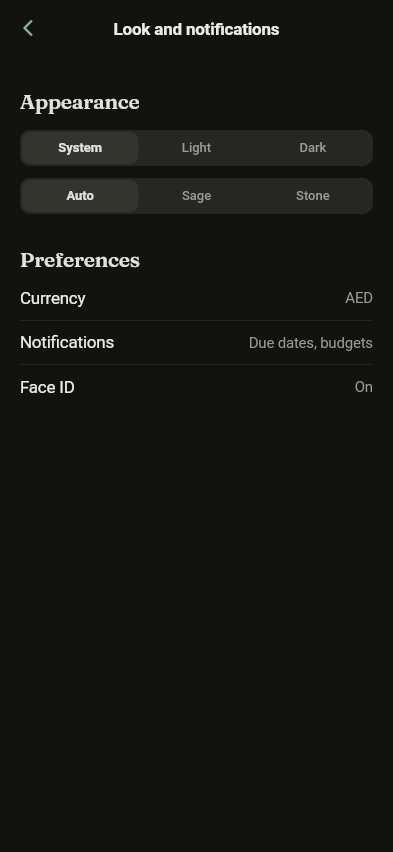 Look and notifications
Appearance
System Light Dark
Auto Sage Stone
Preferences
Currency AED
Notifications Due dates, budgets
Face ID On